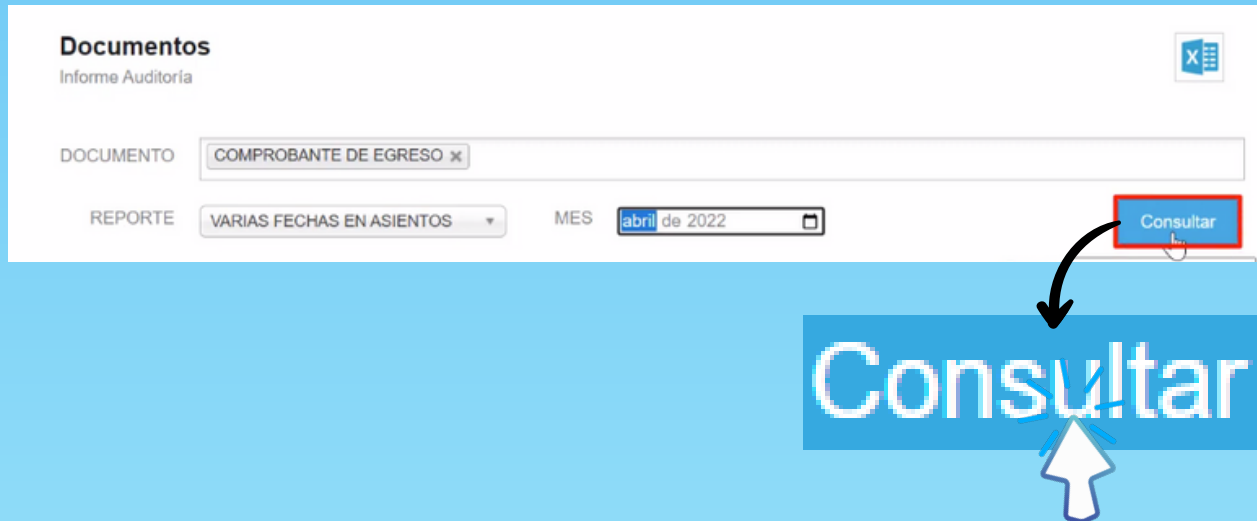 Documentos
Informe Auditoría
DOCUMENTO COMPROBANTE DE EGRESO
REPORTE VARIAS FECHAS EN ASIENTOS MES abril de 2022 Consultar
Consultar